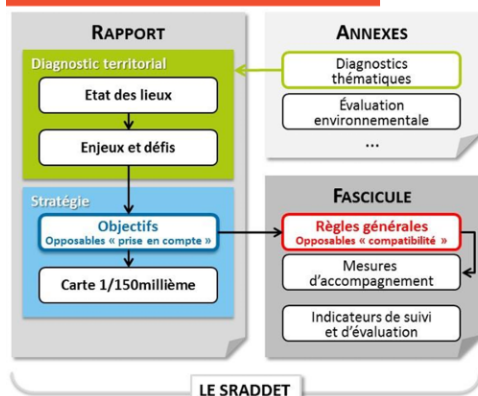 RAPPORT
Diagnostic territorial
Etat des lieux
Enjeux et défis
Stratégie
Objectifs
Opposables « prise en compte »
Carte 1/150millième
ANNEXES
Diagnostics
thématiques
Évaluation
environnementale
...
FASCICULE
Règles générales
Opposables « compatibilité »
Mesures
d'accompagnement
Indicateurs de suivi
et d'évaluation
LE SRADDET